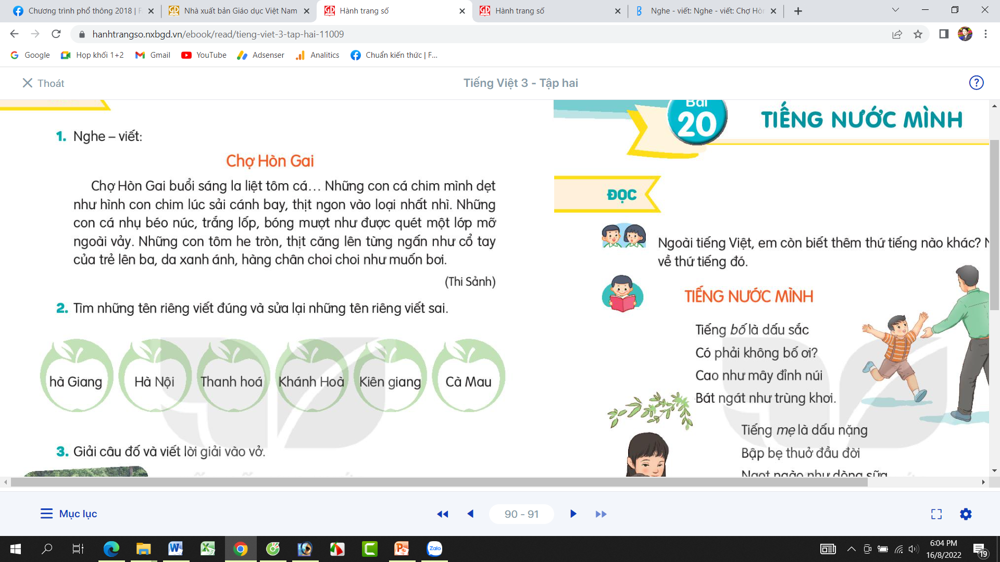 Chương trình phổ thông 2018 | F
Nhà xuất bản Giáo dục Việt Nam
Hành trang số
Hành trang số
Nghe - viết: Nghe - viết: Chợ Hòn
hanhtrangso.nxbgd.vn/ebook/read/tieng-viet-3-tap-hai-11009
Google
Họp khối 1+2
Gmail
YouTube
Adsenser
Analitics
Chuẩn kiến thức | F...
Thoát
Tiếng Việt 3 - Tập hai
?
1. Nghe – viết:
Chợ Hòn Gai
Chợ Hòn Gai buổi sáng la liệt tôm cá... Những con cá chim mình dẹt
như hình con chim lúc sải cánh bay, thịt ngon vào loại nhất nhì. Những
con cá nhụ béo núc, trắng lốp, bóng mượt như được quét một lớp mỡ
ngoài vảy. Những con tôm he tròn, thịt căng lên từng ngấn như cổ tay
của trẻ lên ba, da xanh ánh, hàng chân choi choi như muốn bơi.
(Thi Sảnh)
2. Tìm những tên riêng viết đúng và sửa lại những tên riêng viết sai.
hà Giang
Hà Nội
Thanh hoá
Khánh Hoà
Kiên giang
Cà Mau
3. Giải câu đố và viết lời giải vào vở.
Bài
20
TIẾNG NƯỚC MÌNH
ĐỌC
Ngoài tiếng Việt, em còn biết thêm thứ tiếng nào khác? N
về thứ tiếng đó.
TIẾNG NƯỚC MÌNH
Tiếng bố là dấu sắc
Có phải không bố ơi?
Cao như mây đỉnh núi
Bát ngát như trùng khơi.
Tiếng mẹ là dấu nặng
Bập bẹ thuở đầu đời
Ngọt ngào như dòng sữa
Mục lục
90 - 91
Zalo
6:04 PM
16/8/2022
19